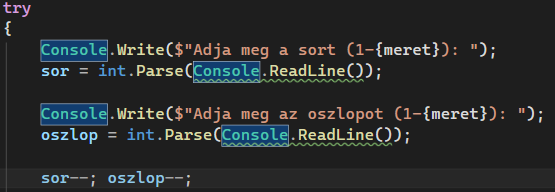 try
{
Console.Write($"Adja meg a sort (1-{meret}): ");
sor = int.Parse(Console.ReadLine());
Console.Write($"Adja meg az oszlopot (1-{meret}): ");
oszlop = int.Parse(Console.ReadLine());
sor--; oszlop--;